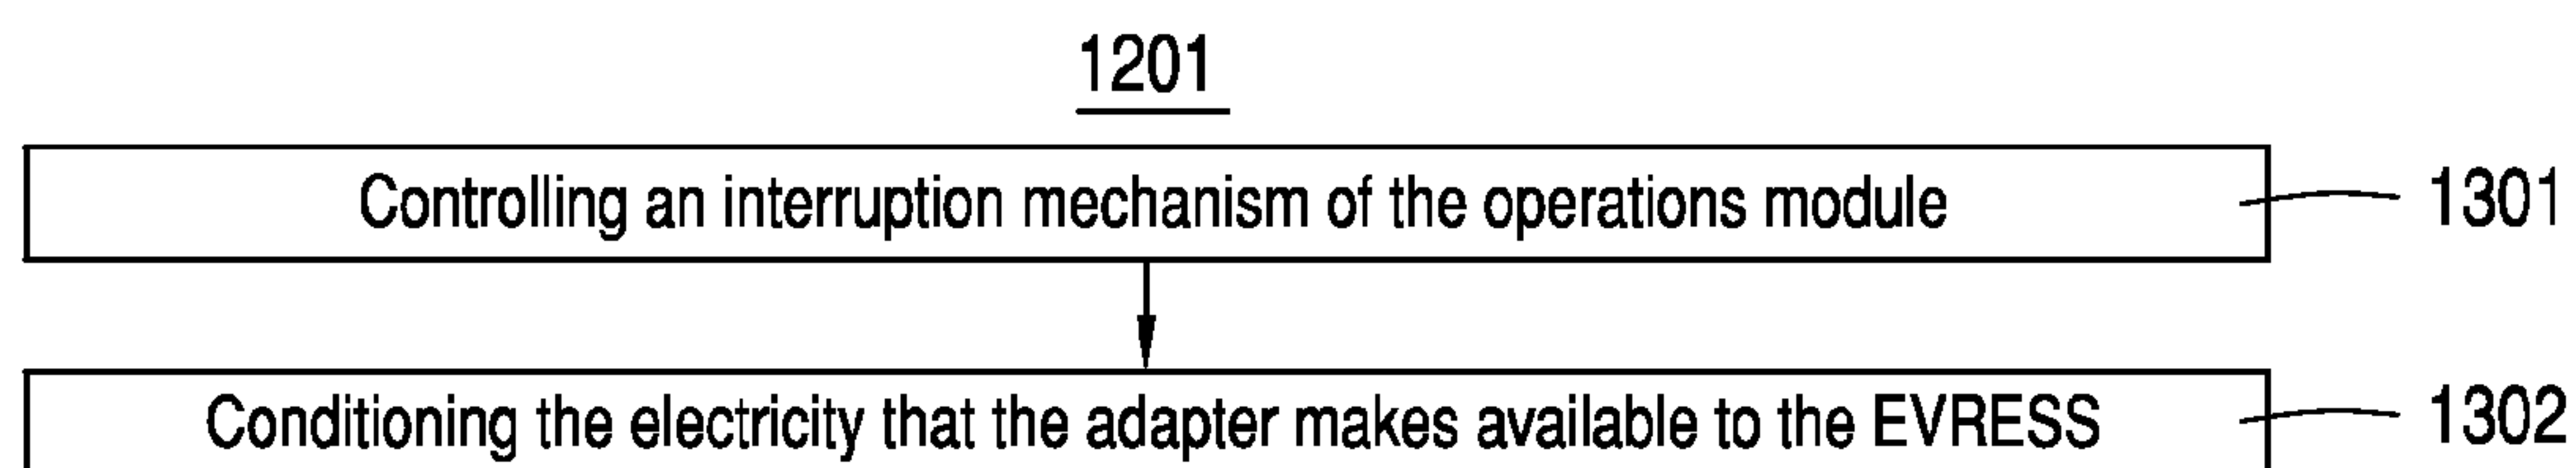 1201
Controlling an interruption mechanism of the operations module
1301
Conditioning the electricity that the adapter makes available to the EVRESS
1302